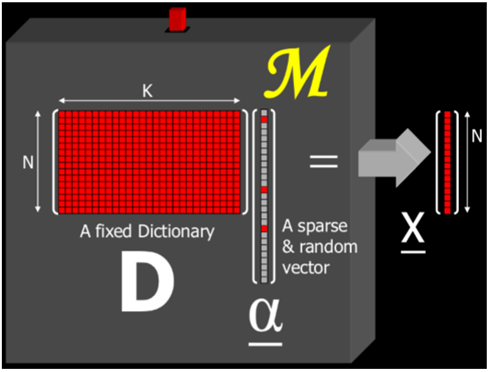 M
K
N
=
N
A fixed Dictionary
D
A sparse
& random
vector
α
X